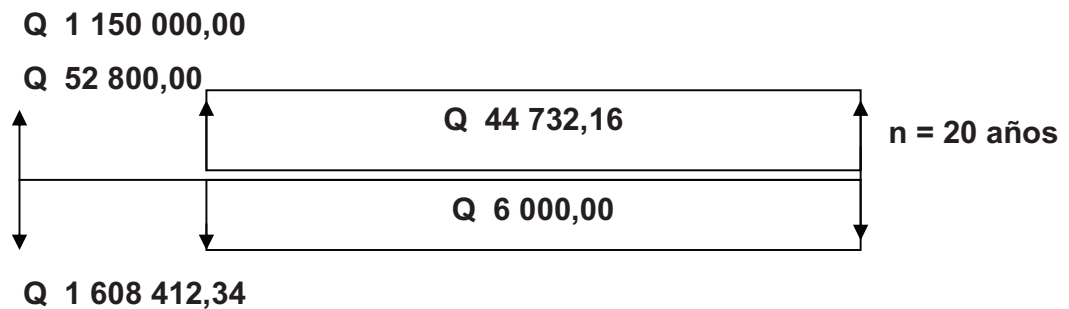 Q 1 150 000,00
Q 52 800,00
Q 44 732,16
n = 20 años
Q 6 000,00
Q 1 608 412,34